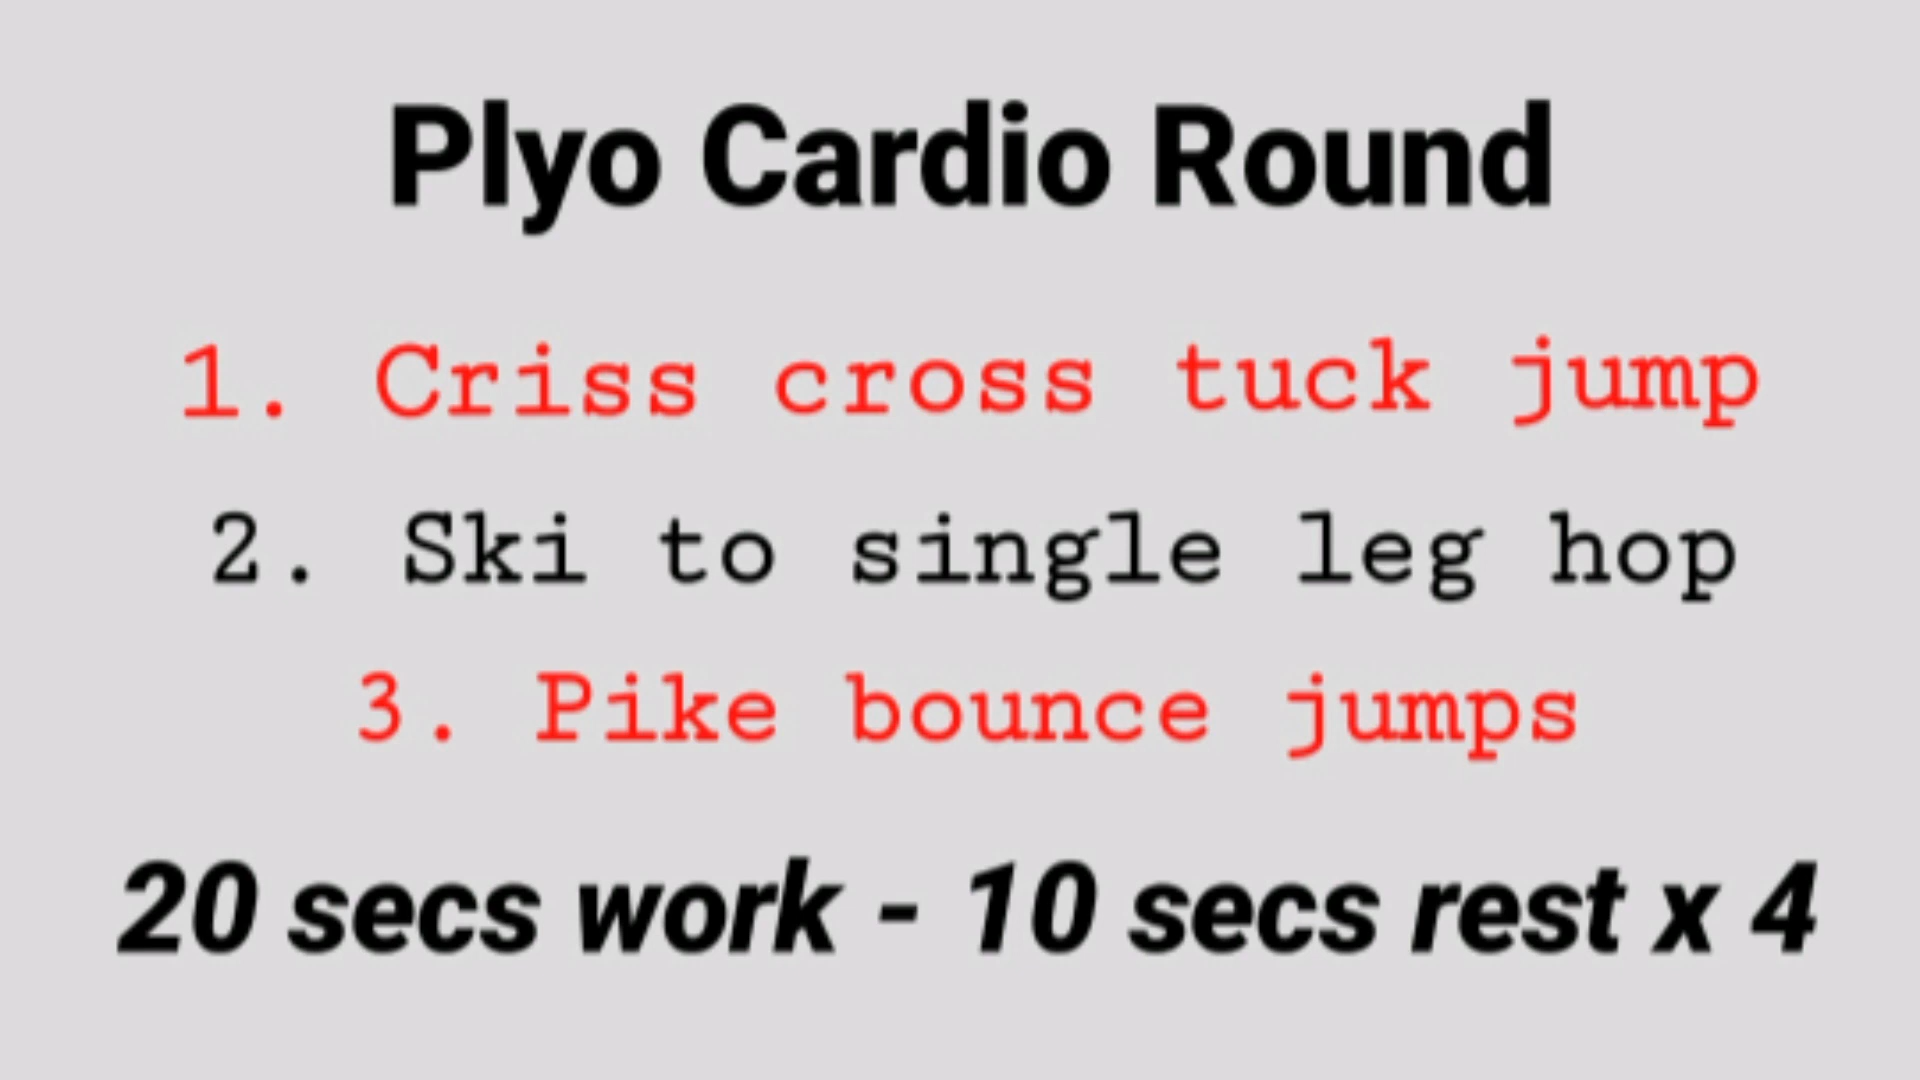 Plyo Cardio Round
1. Criss cross tuck jump
2. Ski to single leg hop
3. Pike bounce jumps
20 secs work - 10 secs rest x 4